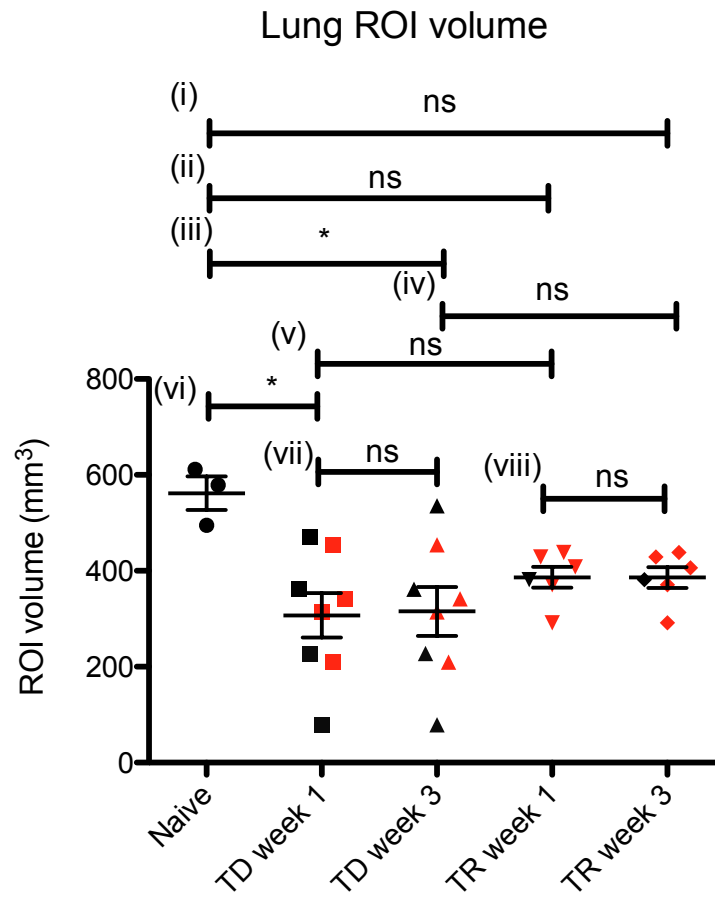 Lung ROI volume
(i) ns
(ii) ns
(iii) *
(iv) ns
(v) ns
(vi) *
(vii) ns
(viii) ns
ROI volume (mm³)
800
600
400
200
0
Naive
TD week 1
TD week 3
TR week 1
TR week 3